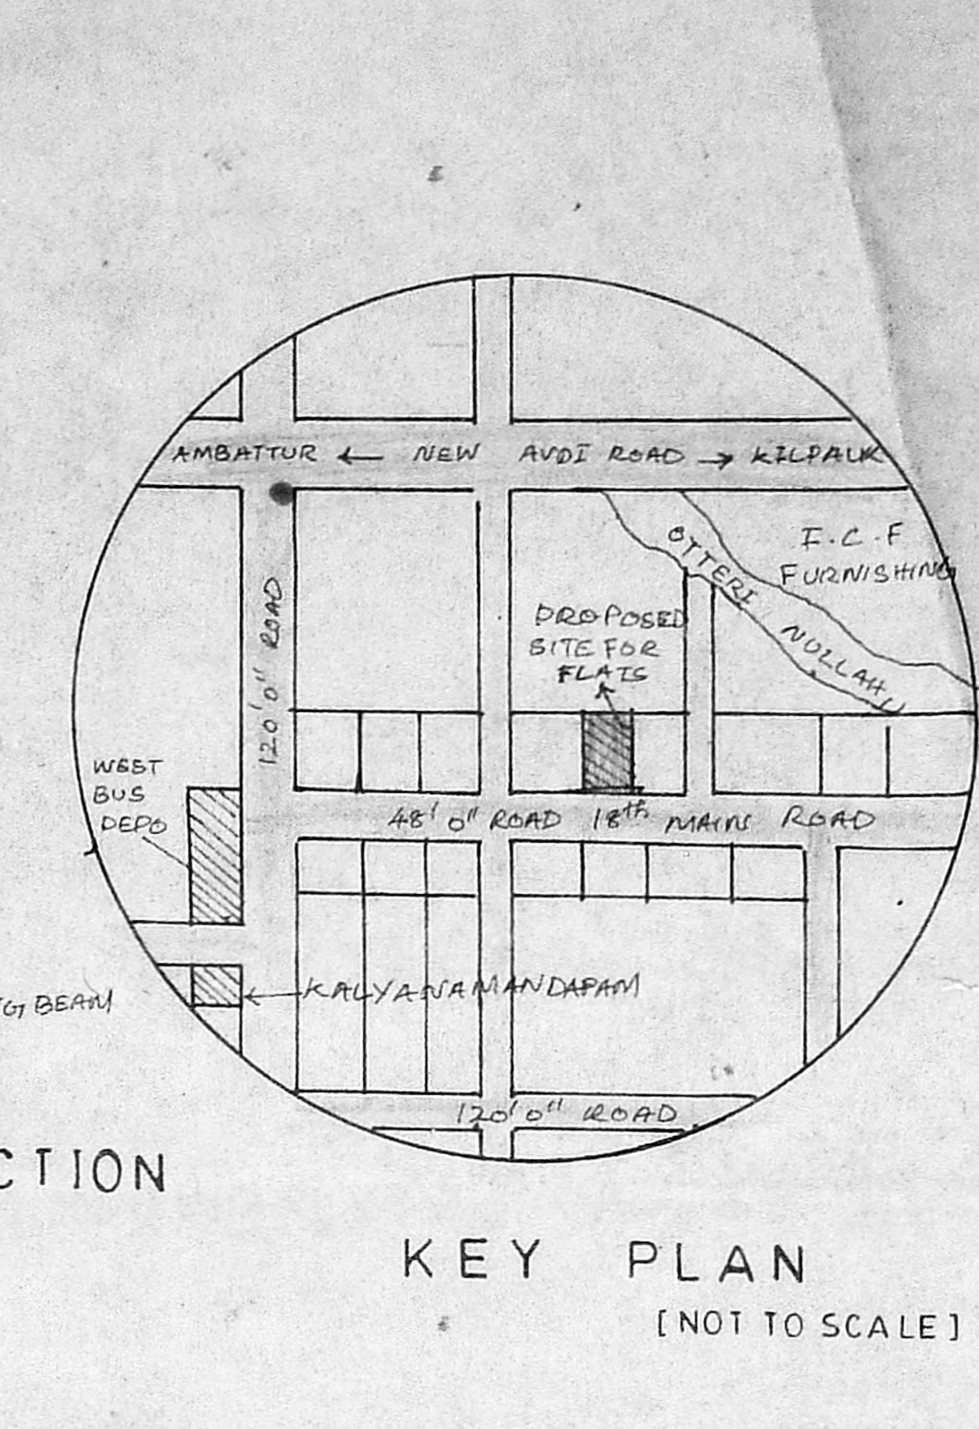 AMBATTUR ← NEW AVDI ROAD → KILPAUK
I.C.F
FURNISHING
OTTERI NULLAH
120'0" ROAD
PROPOSED
SITE FOR
FLATS
WEST
BUS
DEPO
48'0" ROAD 18th MAIN ROAD
KALYANAMANDAPAM
G BEAM
120'0" ROAD
CTION
KEY PLAN
[NOT TO SCALE]